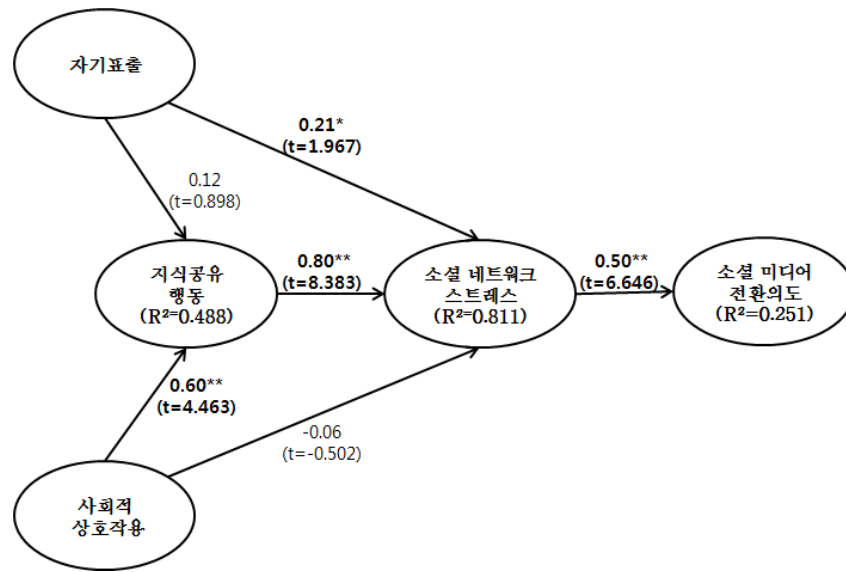 자기표출
0.21*
(t=1.967)
0.12
(t=0.898)
지식공유
행동
(R²=0.488)
0.80**
(t=8.383)
소셜 네트워크
스트레스
(R²=0.811)
0.50**
(t=6.646)
소셜 미디어
전환의도
(R²=0.251)
0.60**
(t=4.463)
-0.06
(t=-0.502)
사회적
상호작용